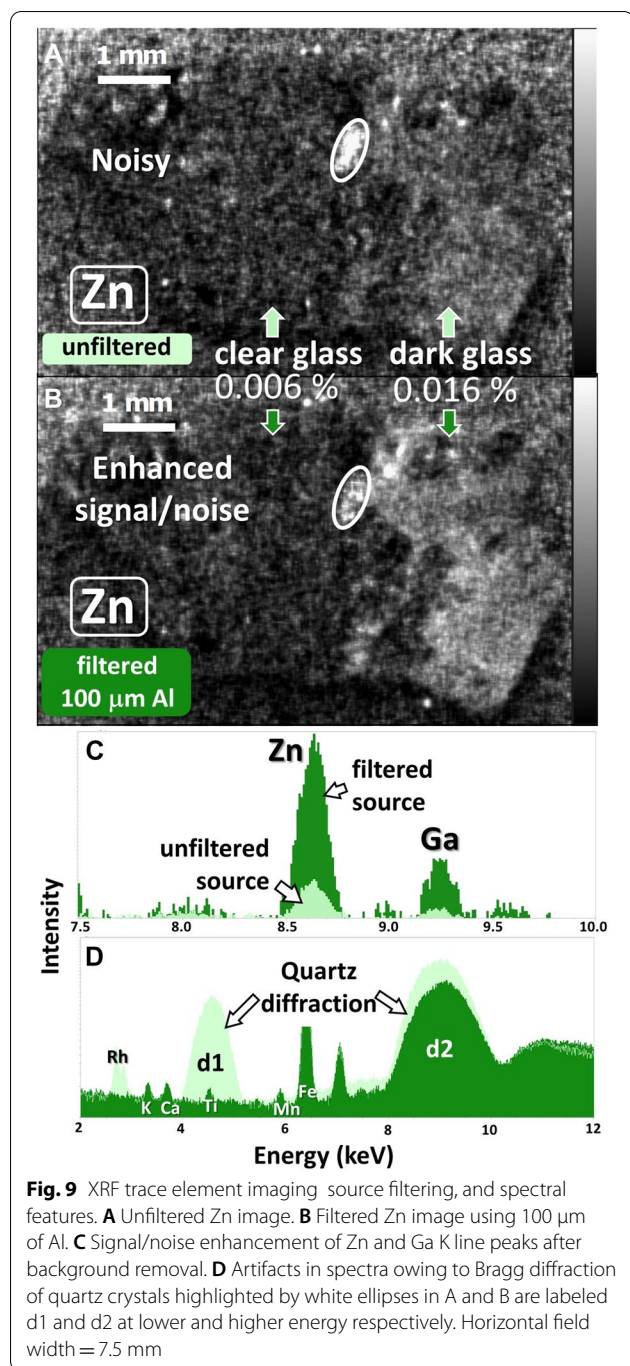 A
1 mm
Noisy
Zn
unfiltered
clear glass
0.006 %
dark glass
0.016 %
B
1 mm
Enhanced
signal/noise
Zn
filtered
100 μm Al
C
Zn
filtered
source
unfiltered
source
Ga
7.5 8.0 8.5 9.0 9.5 10.0
Intensity
D
Quartz
diffraction
Rh
d1
d2
K Ca Ti Mn Fe
2 4 6 8 10 12
Energy (keV)
Fig. 9 XRF trace element imaging source filtering, and spectral
features. A Unfiltered Zn image. B Filtered Zn image using 100 μm
of Al. C Signal/noise enhancement of Zn and Ga K line peaks after
background removal. D Artifacts in spectra owing to Bragg diffraction
of quartz crystals highlighted by white ellipses in A and B are labeled
d1 and d2 at lower and higher energy respectively. Horizontal field
width = 7.5 mm